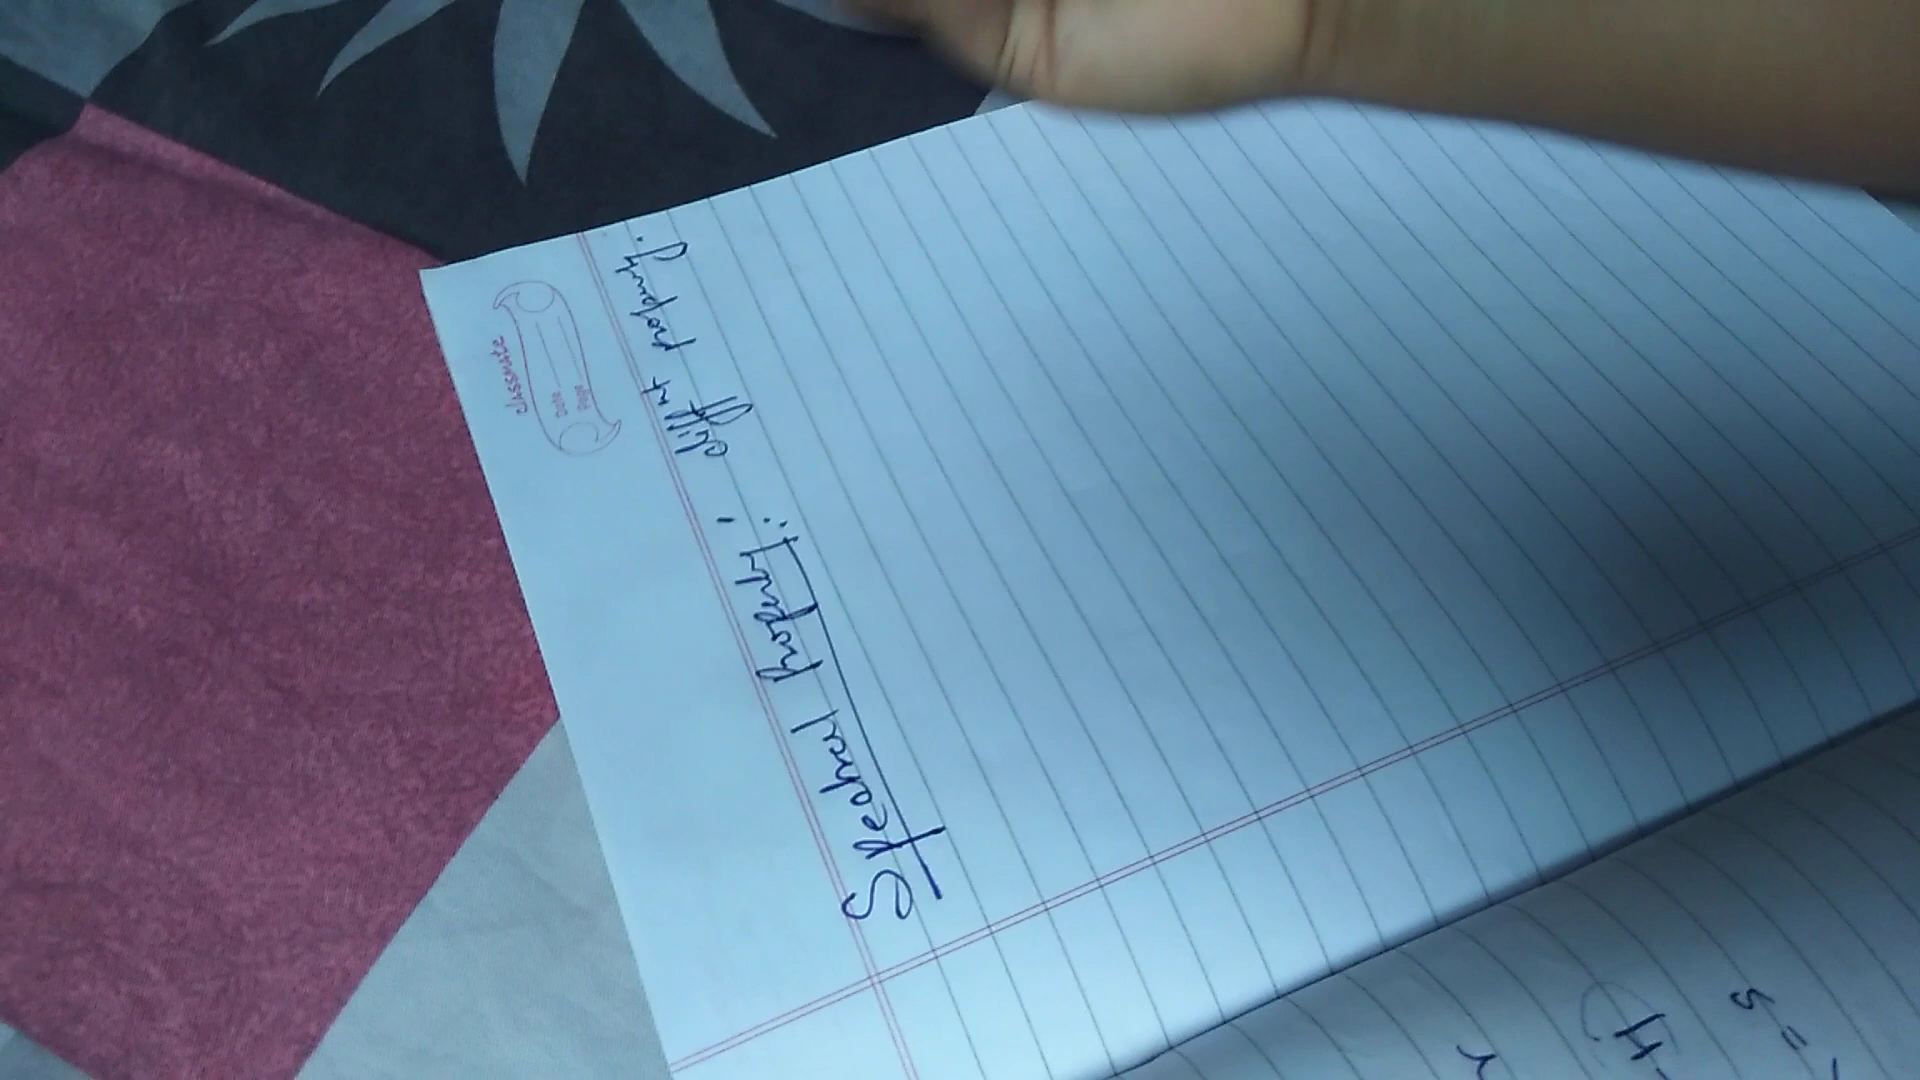 classmate
Date
Page
Spectral Property: diffnt property.
s =
H-